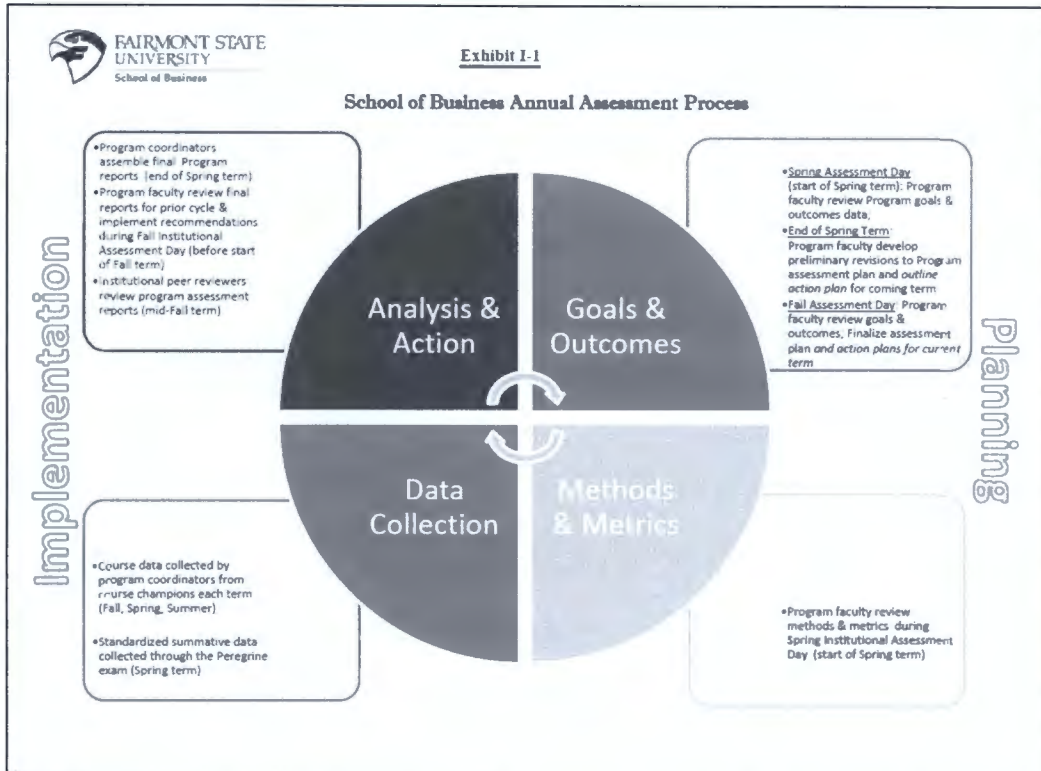 FAIRMONT STATE
UNIVERSITY
School of Business
Exhibit I-1
School of Business Annual Assessment Process
•Program coordinators
assemble final Program
reports (end of Spring term)
•Program faculty review final
reports for prior cycle &
implement recommendations
during Fall Institutional
Assessment Day (before start
of Fall term)
•Institutional peer reviewers
review program assessment
reports (mid-Fall term)
•Spring Assessment Day
(start of Spring term): Program
faculty review Program goals &
outcomes data,
•End of Spring Term:
Program faculty develop
preliminary revisions to Program
assessment plan and outline
action plan for coming term
•Fall Assessment Day: Program
faculty review goals &
outcomes, Finalize assessment
plan and action plans for current
term
Analysis &
Action
Goals &
Outcomes
Implementation
Planning
Data
Collection
Methods
& Metrics
•Course data collected by
program coordinators from
course champions each term
(Fall, Spring, Summer)
•Standardized summative data
collected through the Peregrine
exam (Spring term)
•Program faculty review
methods & metrics during
Spring Institutional Assessment
Day (start of Spring term)